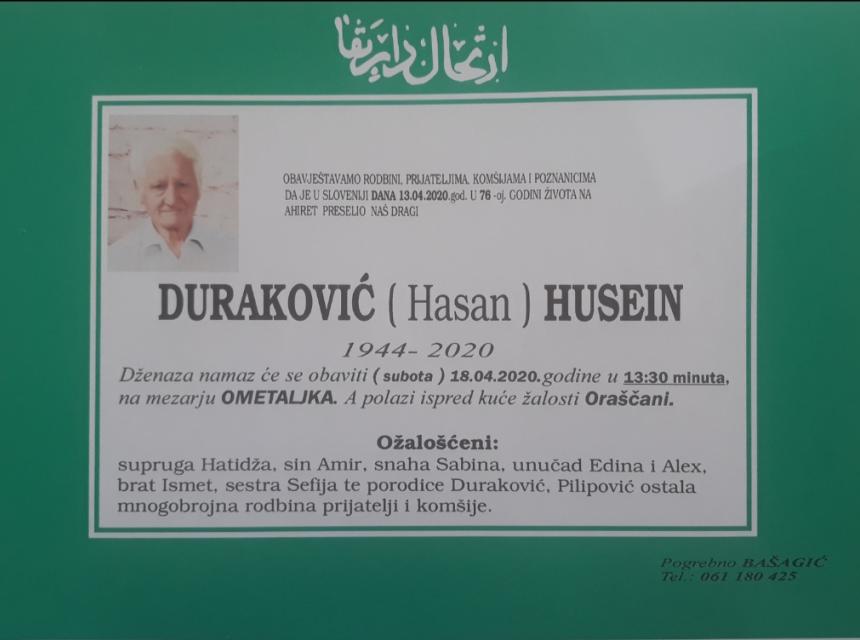 انتحال دار بقا
OBAVJEŠTAVAMO RODBINI, PRIJATELJIMA, KOMŠIJAMA I POZNANICIMA
DA JE U SLOVENIJI DANA 13.04.2020.god. U 76 -oj. GODINI ŽIVOTA NA
AHIRET PRESELIO NAŠ DRAGI
DURAKOVIĆ ( Hasan ) HUSEIN
1944- 2020
Dženaza namaz će se obaviti ( subota ) 18.04.2020.godine u 13:30 minuta,
na mezarju OMETALJKA. A polazi ispred kuće žalosti Oraščani.
Ožalošćeni:
supruga Hatidža, sin Amir, snaha Sabina, unučad Edina i Alex,
brat Ismet, sestra Sefija te porodice Duraković, Pilipović ostala
mnogobrojna rodbina prijatelji i komšije.
Pogrebno BAŠAGIĆ
Tel.: 061 180 425